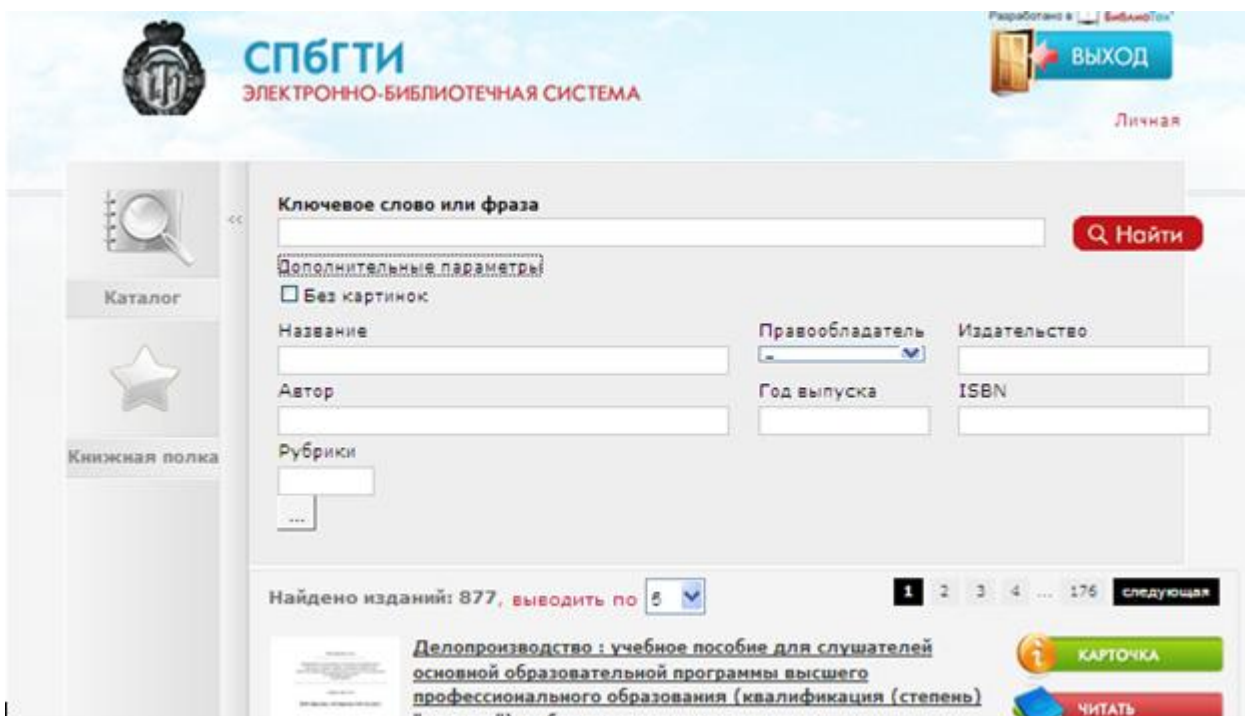 Разработано в БиблиоТех
СПбГТИ
ЭЛЕКТРОННО-БИБЛИОТЕЧНАЯ СИСТЕМА
ВЫХОД
Личная
Каталог
Книжная полка
<<
Ключевое слово или фраза
Найти
Дополнительные параметры
Без картинок
Название Правообладатель Издательство
Автор Год выпуска ISBN
Рубрики
...
Найдено изданий: 877, выводить по 5
1 2 3 4 ... 176 следующая
Делопроизводство : учебное пособие для слушателей
основной образовательной программы высшего
профессионального образования (квалификация (степень)
КАРТОЧКА
ЧИТАТЬ